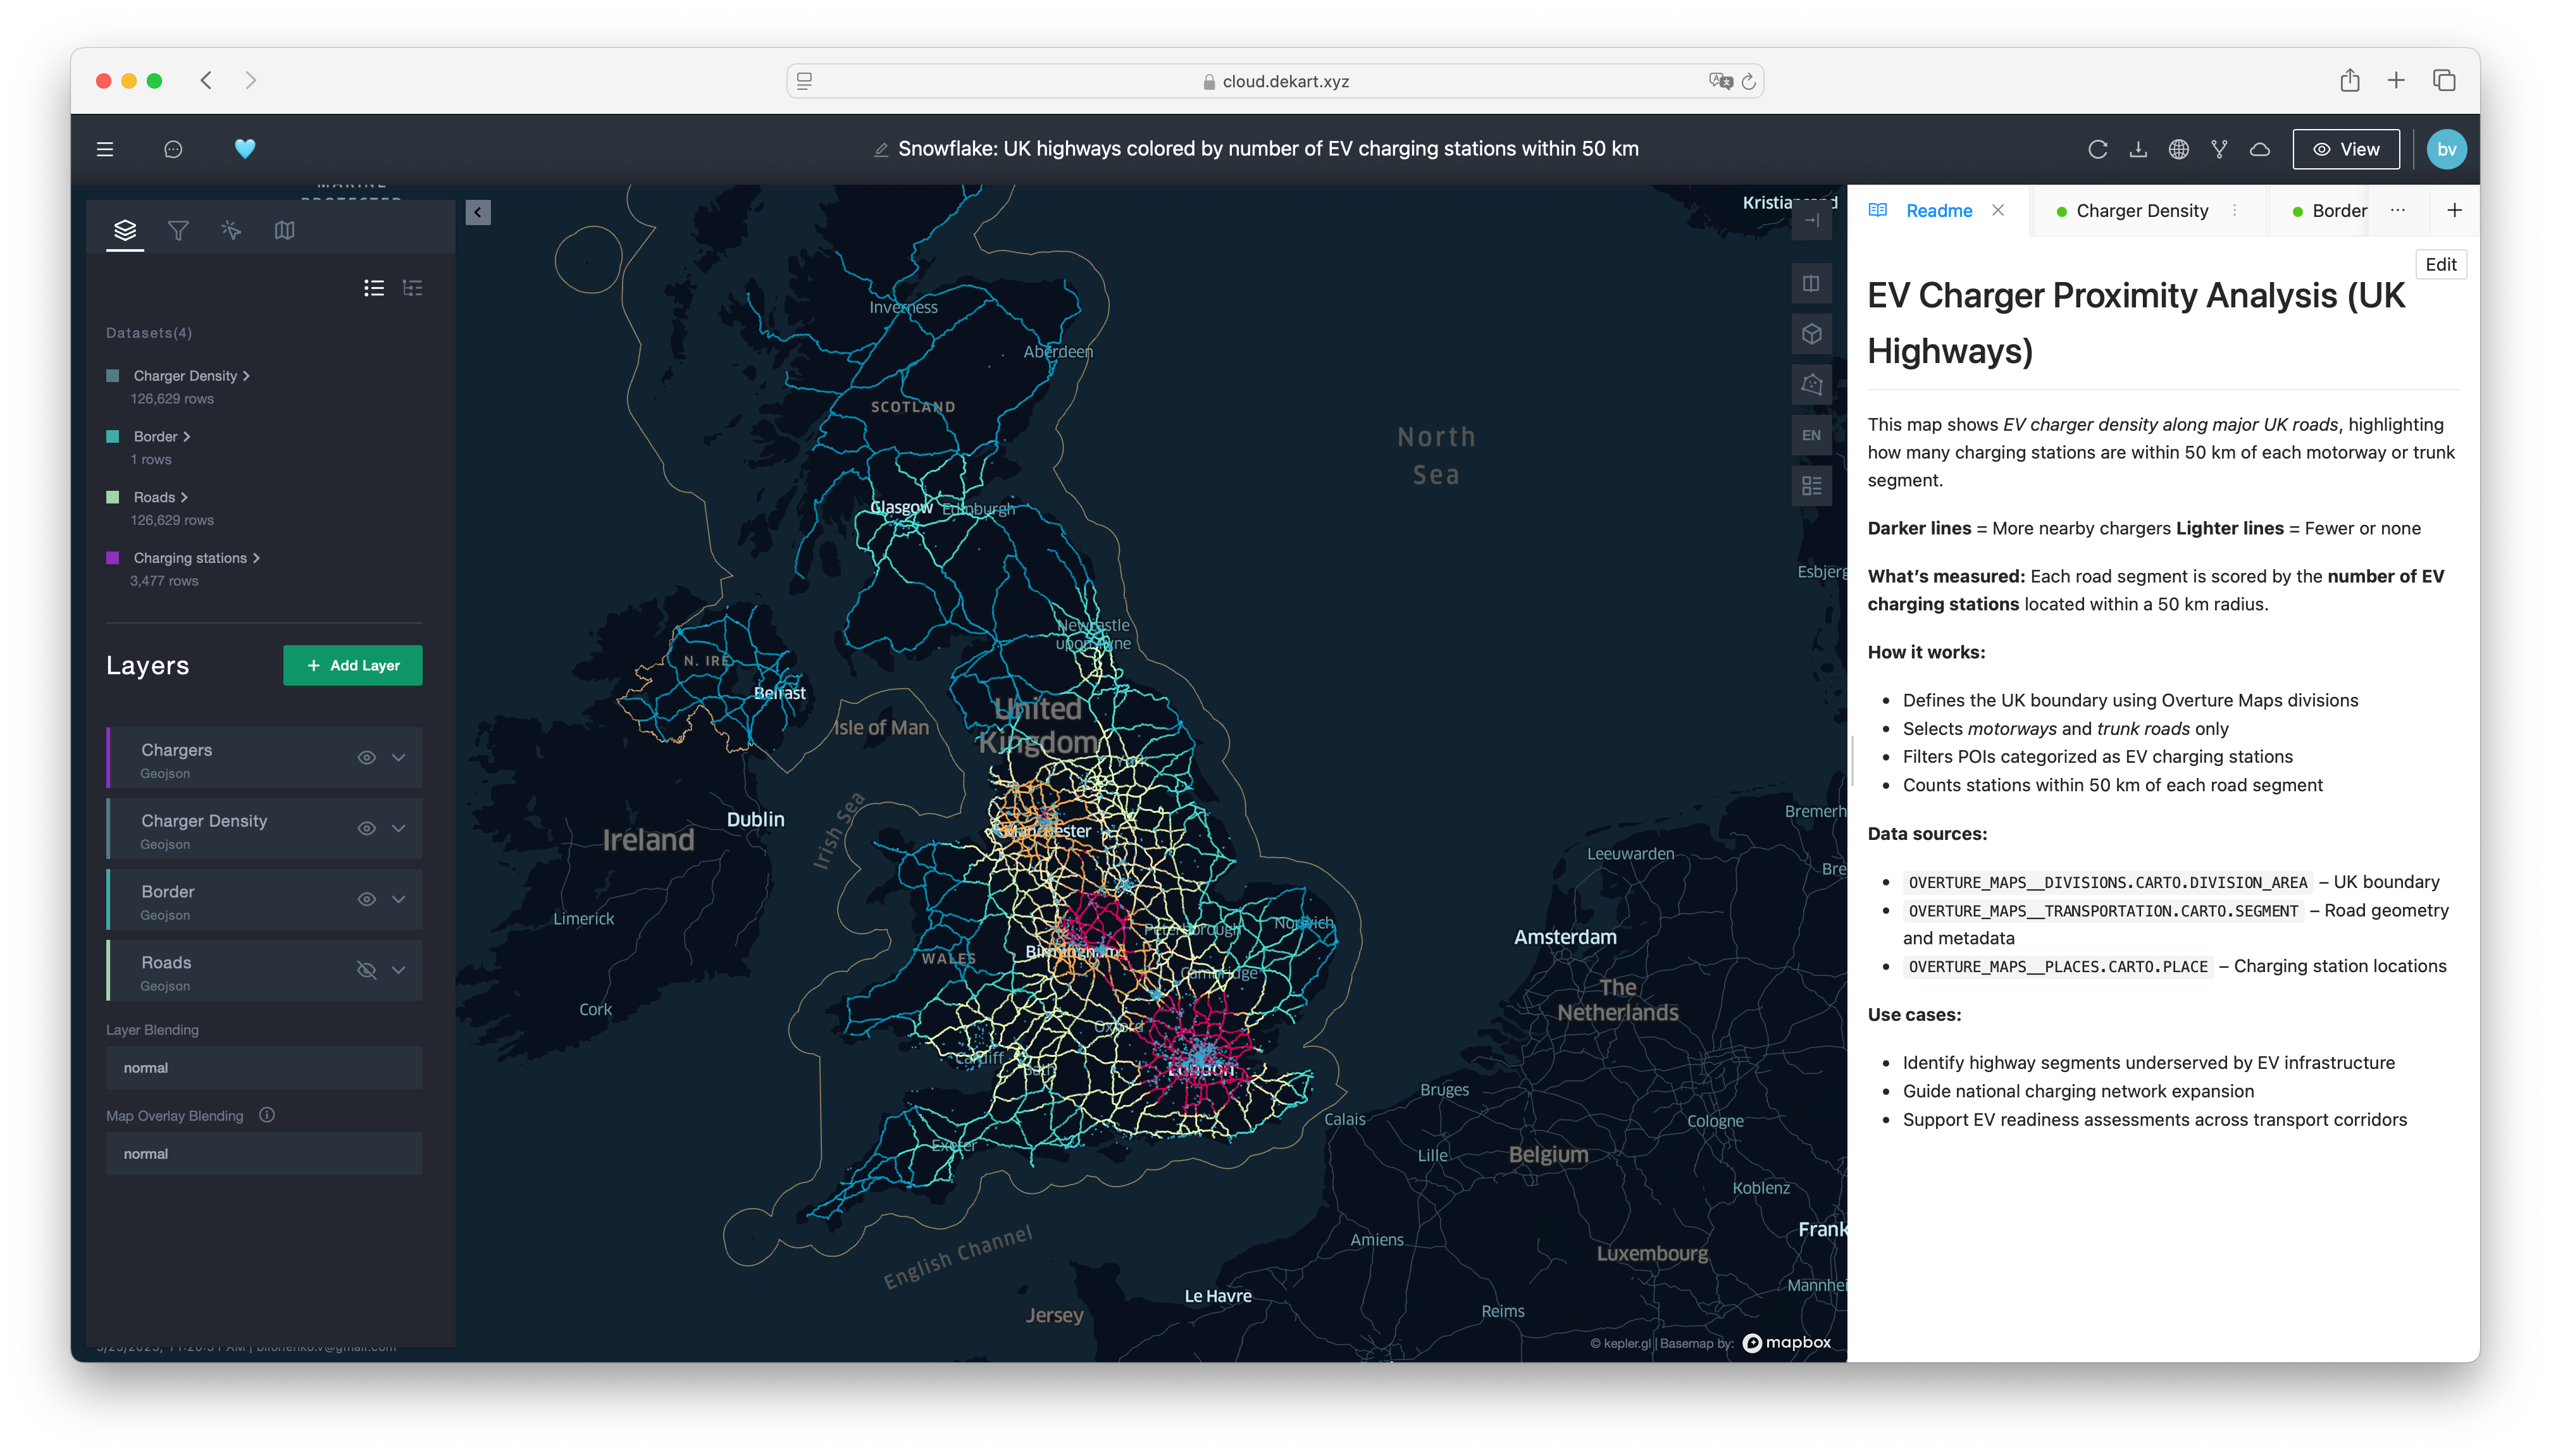 cloud.dekart.xyz
Snowflake: UK highways colored by number of EV charging stations within 50 km
View
bv
Datasets(4)
Charger Density
126,629 rows
Border
1 rows
Roads
126,629 rows
Charging stations
3,477 rows
Layers
+ Add Layer
Chargers
Geojson
Charger Density
Geojson
Border
Geojson
Roads
Geojson
Layer Blending
normal
Map Overlay Blending
normal
Inverness
Aberdeen
SCOTLAND
Glasgow
Edinburgh
North
Sea
Newcastle
upon Tyne
N. IRE
Belfast
Isle of Man
United
Kingdom
York
Dublin
Ireland
Irish Sea
Manchester
Limerick
Cork
WALES
Birmingham
Peterborough
Norwich
Cambridge
Oxford
Cardiff
Bath
London
Exeter
English Channel
Jersey
Le Havre
Amiens
Reims
Calais
Bruges
Lille
Belgium
Luxembourg
Koblenz
Cologne
Amsterdam
The
Netherlands
Leeuwarden
Bremerh
Bre
Esbjerg
Frank
Mannhei
EN
© kepler.gl | Basemap by: mapbox
Readme
Charger Density
Border
Edit
EV Charger Proximity Analysis (UK
Highways)
This map shows EV charger density along major UK roads, highlighting
how many charging stations are within 50 km of each motorway or trunk
segment.
Darker lines = More nearby chargers Lighter lines = Fewer or none
What's measured: Each road segment is scored by the number of EV
charging stations located within a 50 km radius.
How it works:
• Defines the UK boundary using Overture Maps divisions
• Selects motorways and trunk roads only
• Filters POIs categorized as EV charging stations
• Counts stations within 50 km of each road segment
Data sources:
• OVERTURE_MAPS__DIVISIONS.CARTO.DIVISION_AREA – UK boundary
• OVERTURE_MAPS__TRANSPORTATION.CARTO.SEGMENT – Road geometry
and metadata
• OVERTURE_MAPS__PLACES.CARTO.PLACE – Charging station locations
Use cases:
• Identify highway segments underserved by EV infrastructure
• Guide national charging network expansion
• Support EV readiness assessments across transport corridors